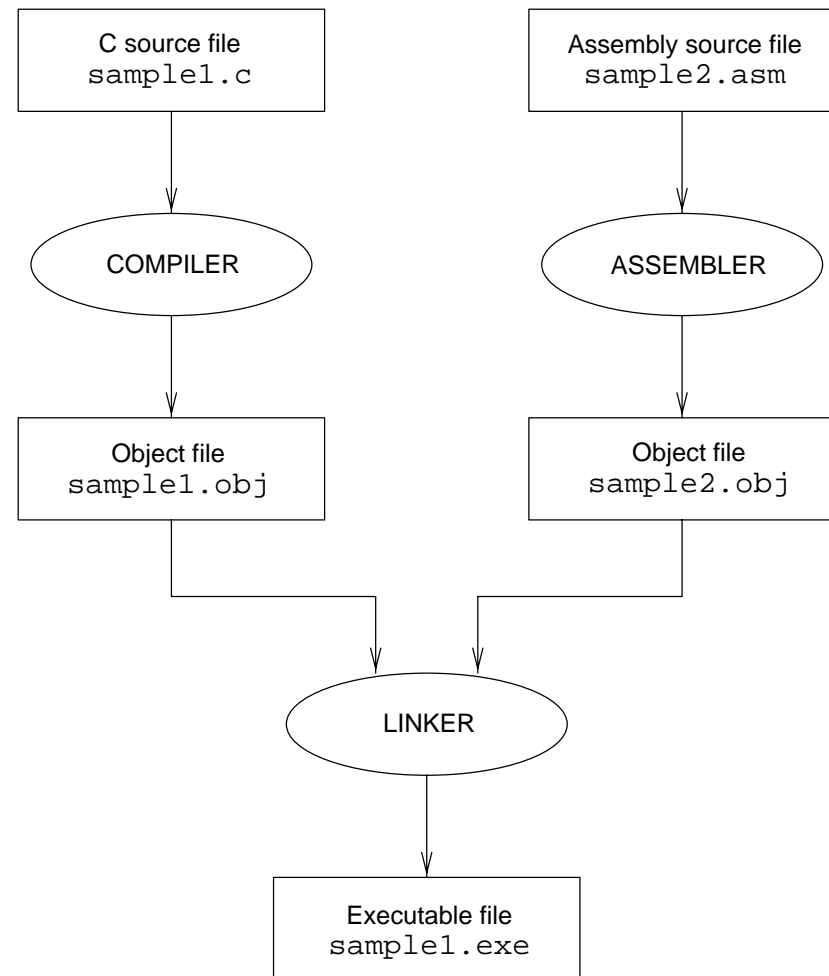 C source file
sample1.c
Assembly source file
sample2.asm
COMPILER
ASSEMBLER
Object file
sample1.obj
Object file
sample2.obj
LINKER
Executable file
sample1.exe